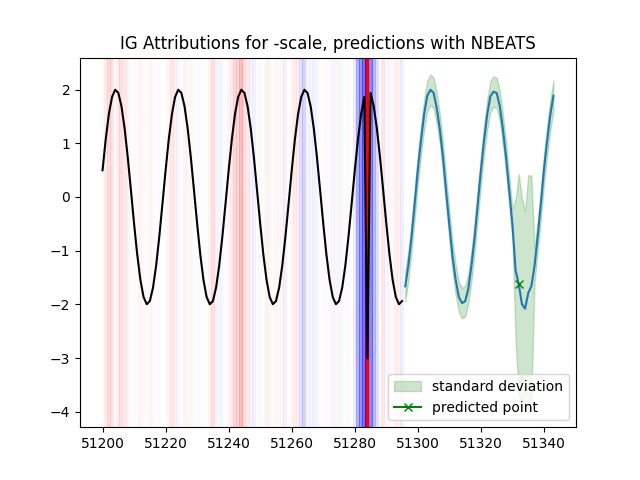 IG Attributions for -scale, predictions with NBEATS
2
1
0
−1
−2
−3
−4
standard deviation
predicted point
51200 51220 51240 51260 51280 51300 51320 51340